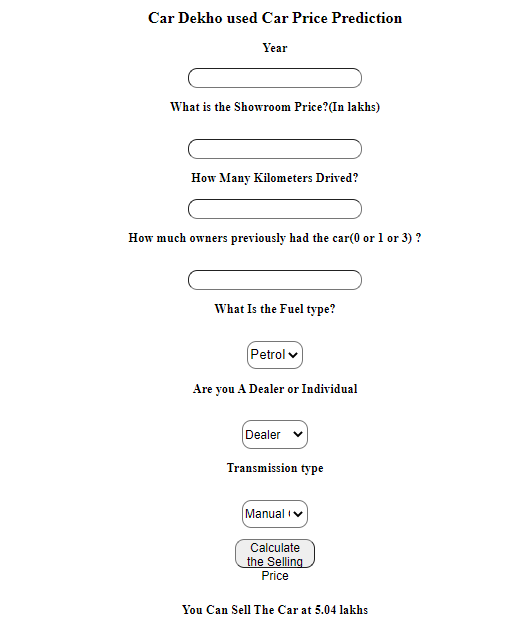 Car Dekho used Car Price Prediction
Year
What is the Showroom Price?(In lakhs)
How Many Kilometers Drived?
How much owners previously had the car(0 or 1 or 3) ?
What Is the Fuel type?
Petrol
Are you A Dealer or Individual
Dealer
Transmission type
Manual
Calculate
the Selling
Price
You Can Sell The Car at 5.04 lakhs